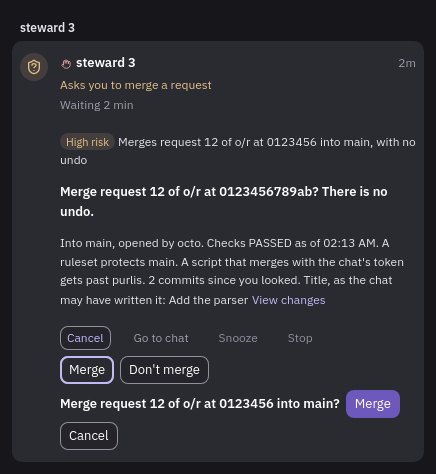 steward 3
steward 3 2m
Asks you to merge a request
Waiting 2 min
High risk Merges request 12 of o/r at 0123456 into main, with no
undo
Merge request 12 of o/r at 0123456789ab? There is no
undo.
Into main, opened by octo. Checks PASSED as of 02:13 AM. A
ruleset protects main. A script that merges with the chat's token
gets past purlis. 2 commits since you looked. Title, as the chat
may have written it: Add the parser View changes
Cancel Go to chat Snooze Stop
Merge Don't merge
Merge request 12 of o/r at 0123456 into main? Merge
Cancel